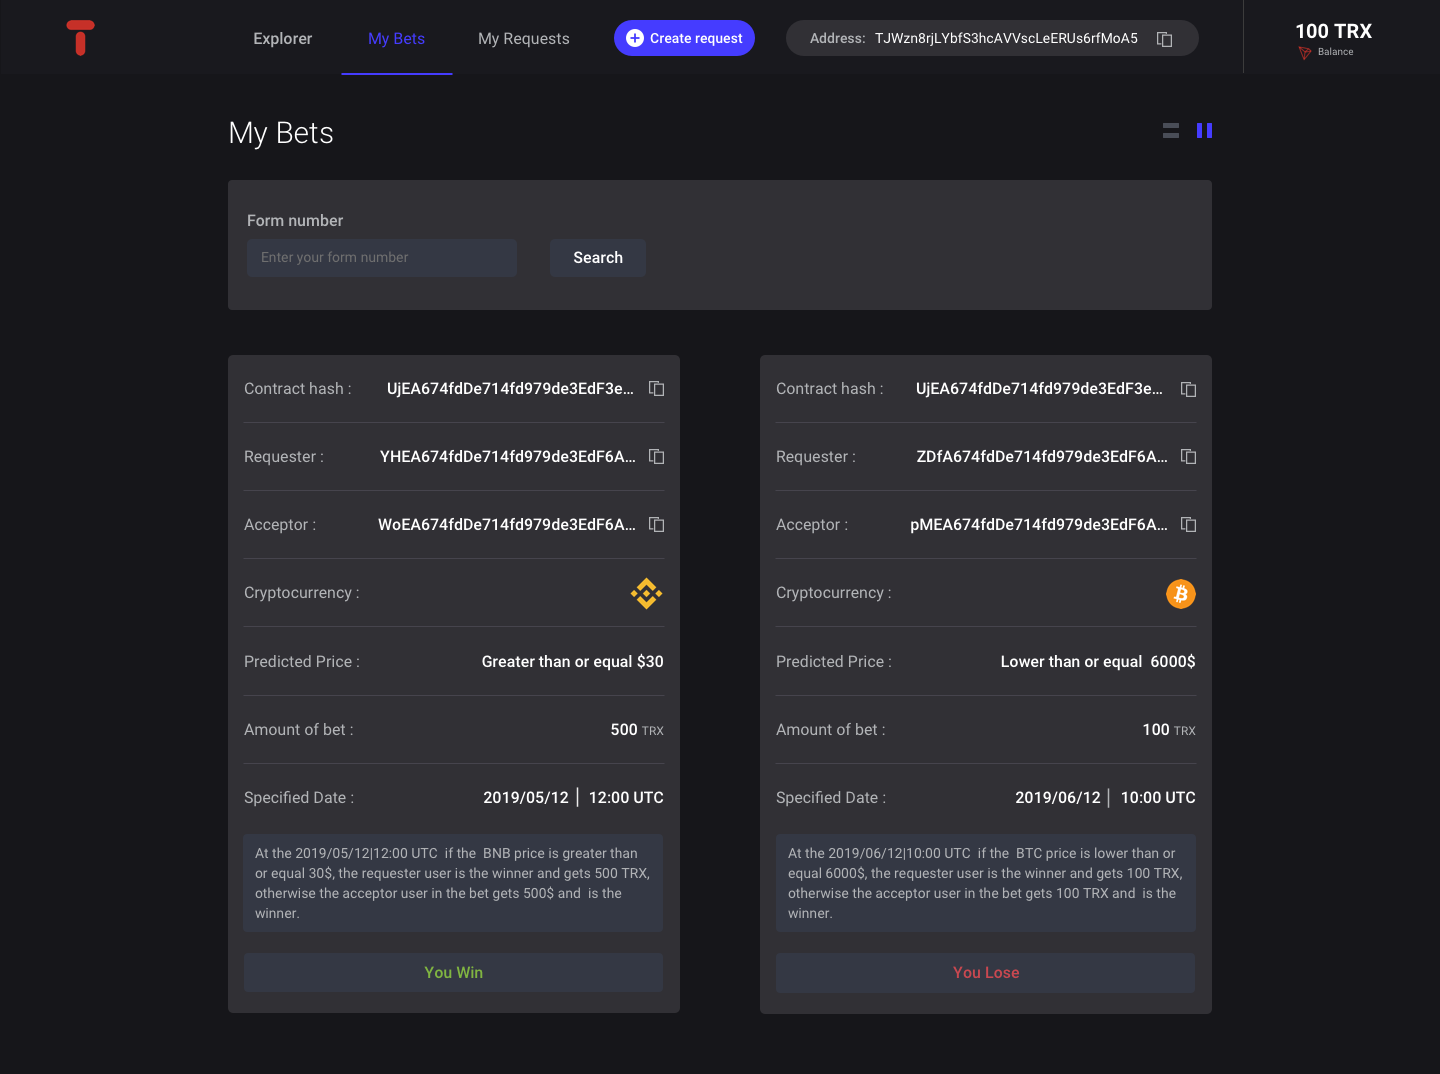 Explorer My Bets My Requests Create request Address: TJWzn8rjLYbfS3hcAVVscLeERUs6rfMoA5 100 TRX
Balance
My Bets
Form number
Enter your form number Search
Contract hash : UjEA674fdDe714fd979de3EdF3e...
Requester : YHEA674fdDe714fd979de3EdF6A...
Acceptor : WoEA674fdDe714fd979de3EdF6A...
Cryptocurrency :
Predicted Price : Greater than or equal $30
Amount of bet : 500 TRX
Specified Date : 2019/05/12 | 12:00 UTC
At the 2019/05/12|12:00 UTC if the BNB price is greater than
or equal 30$, the requester user is the winner and gets 500 TRX,
otherwise the acceptor user in the bet gets 500$ and is the
winner.
You Win
Contract hash : UjEA674fdDe714fd979de3EdF3e...
Requester : ZDfA674fdDe714fd979de3EdF6A...
Acceptor : pMEA674fdDe714fd979de3EdF6A...
Cryptocurrency :
Predicted Price : Lower than or equal 6000$
Amount of bet : 100 TRX
Specified Date : 2019/06/12 | 10:00 UTC
At the 2019/06/12|10:00 UTC if the BTC price is lower than or
equal 6000$, the requester user is the winner and gets 100 TRX,
otherwise the acceptor user in the bet gets 100 TRX and is the
winner.
You Lose